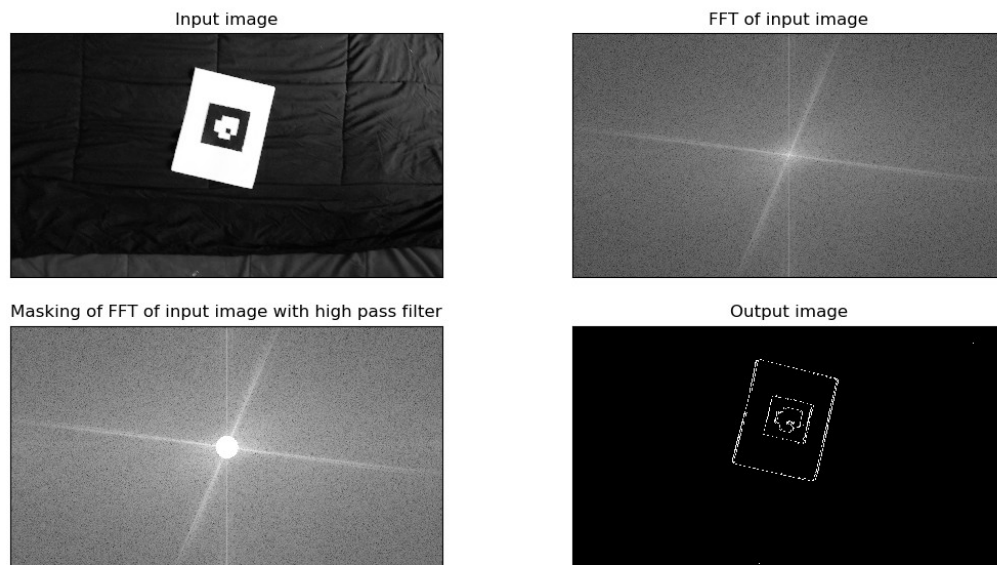 Input image
FFT of input image
Masking of FFT of input image with high pass filter
Output image